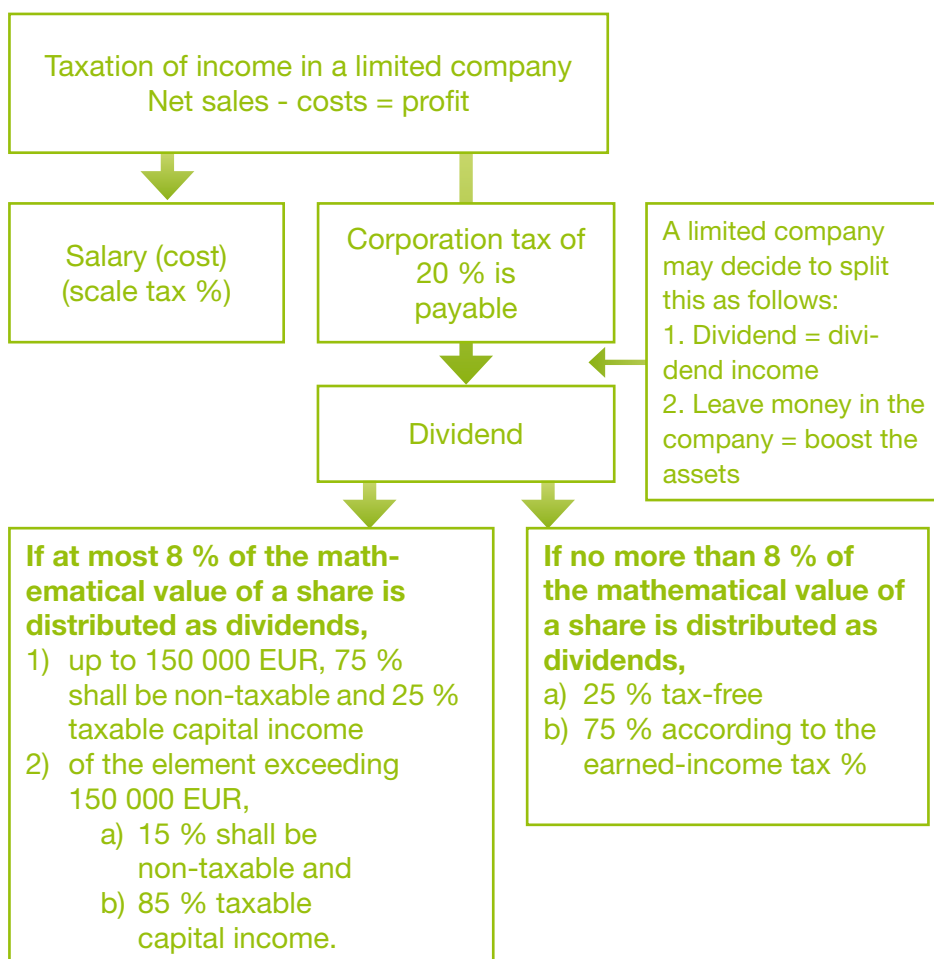 Taxation of income in a limited company
Net sales - costs = profit
Salary (cost)
(scale tax %)
Corporation tax of
20 % is
payable
A limited company
may decide to split
this as follows:
1. Dividend = divi-
dend income
2. Leave money in the
company = boost the
assets
Dividend
If at most 8 % of the math-
ematical value of a share is
distributed as dividends,
1) up to 150 000 EUR, 75 %
shall be non-taxable and 25 %
taxable capital income
2) of the element exceeding
150 000 EUR,
a) 15 % shall be
non-taxable and
b) 85 % taxable
capital income.
If no more than 8 % of
the mathematical value of
a share is distributed as
dividends,
a) 25 % tax-free
b) 75 % according to the
earned-income tax %